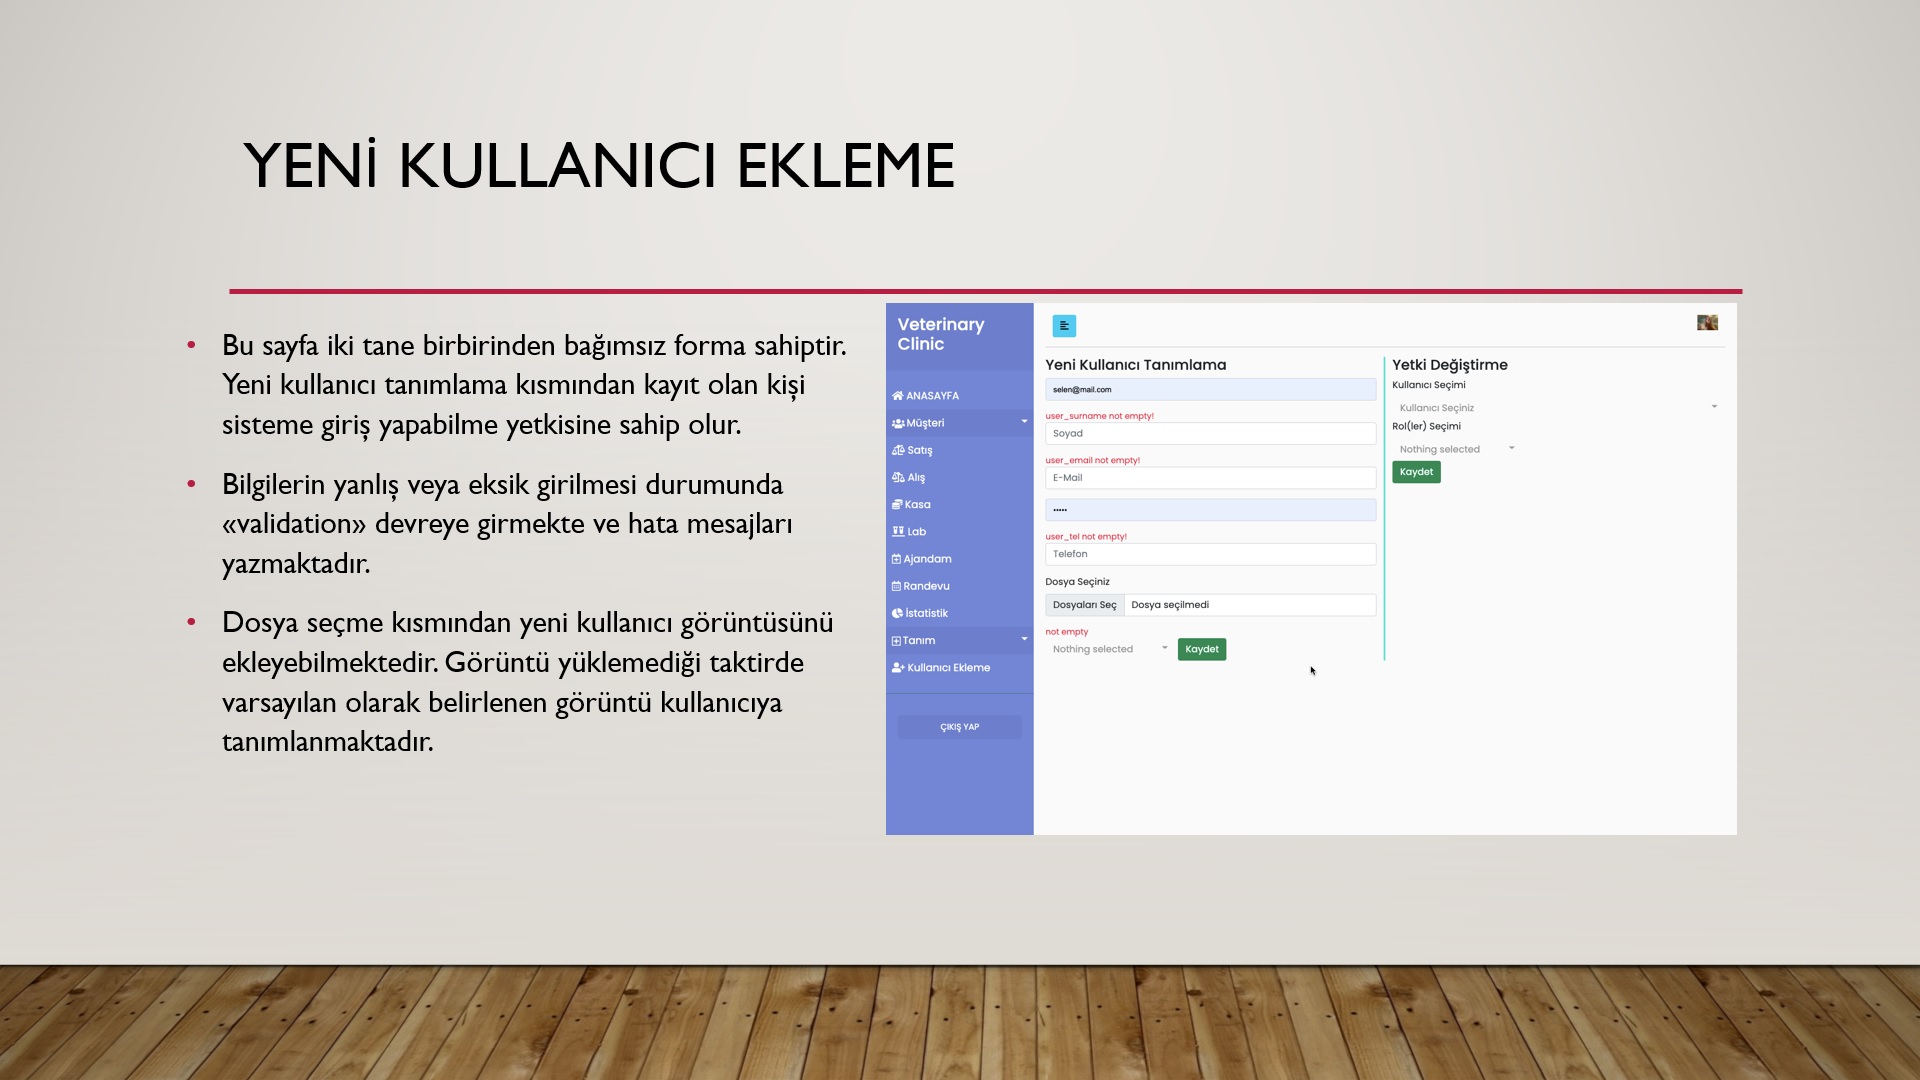 YENİ KULLANICI EKLEME
• Bu sayfa iki tane birbirinden bağımsız forma sahiptir.
Yeni kullanıcı tanımlama kısmından kayıt olan kişi
sisteme giriş yapabilme yetkisine sahip olur.
• Bilgilerin yanlış veya eksik girilmesi durumunda
«validation» devreye girmekte ve hata mesajları
yazmaktadır.
• Dosya seçme kısmından yeni kullanıcı görüntüsünü
ekleyebilmektedir. Görüntü yüklemediği taktirde
varsayılan olarak belirlenen görüntü kullanıcıya
tanımlanmaktadır.
Veterinary
Clinic
ANASAYFA
Müşteri
Satış
Alış
Kasa
Lab
Ajandam
Randevu
İstatistik
Tanım
Kullanıcı Ekleme
ÇIKIŞ YAP
Yeni Kullanıcı Tanımlama
selen@mail.com
user_surname not empty!
Soyad
user_email not empty!
E-Mail
•••••
user_tel not empty!
Telefon
Dosya Seçiniz
Dosyaları Seç Dosya seçilmedi
not empty
Nothing selected Kaydet
Yetki Değiştirme
Kullanıcı Seçimi
Kullanıcı Seçiniz
Rol(ler) Seçimi
Nothing selected
Kaydet